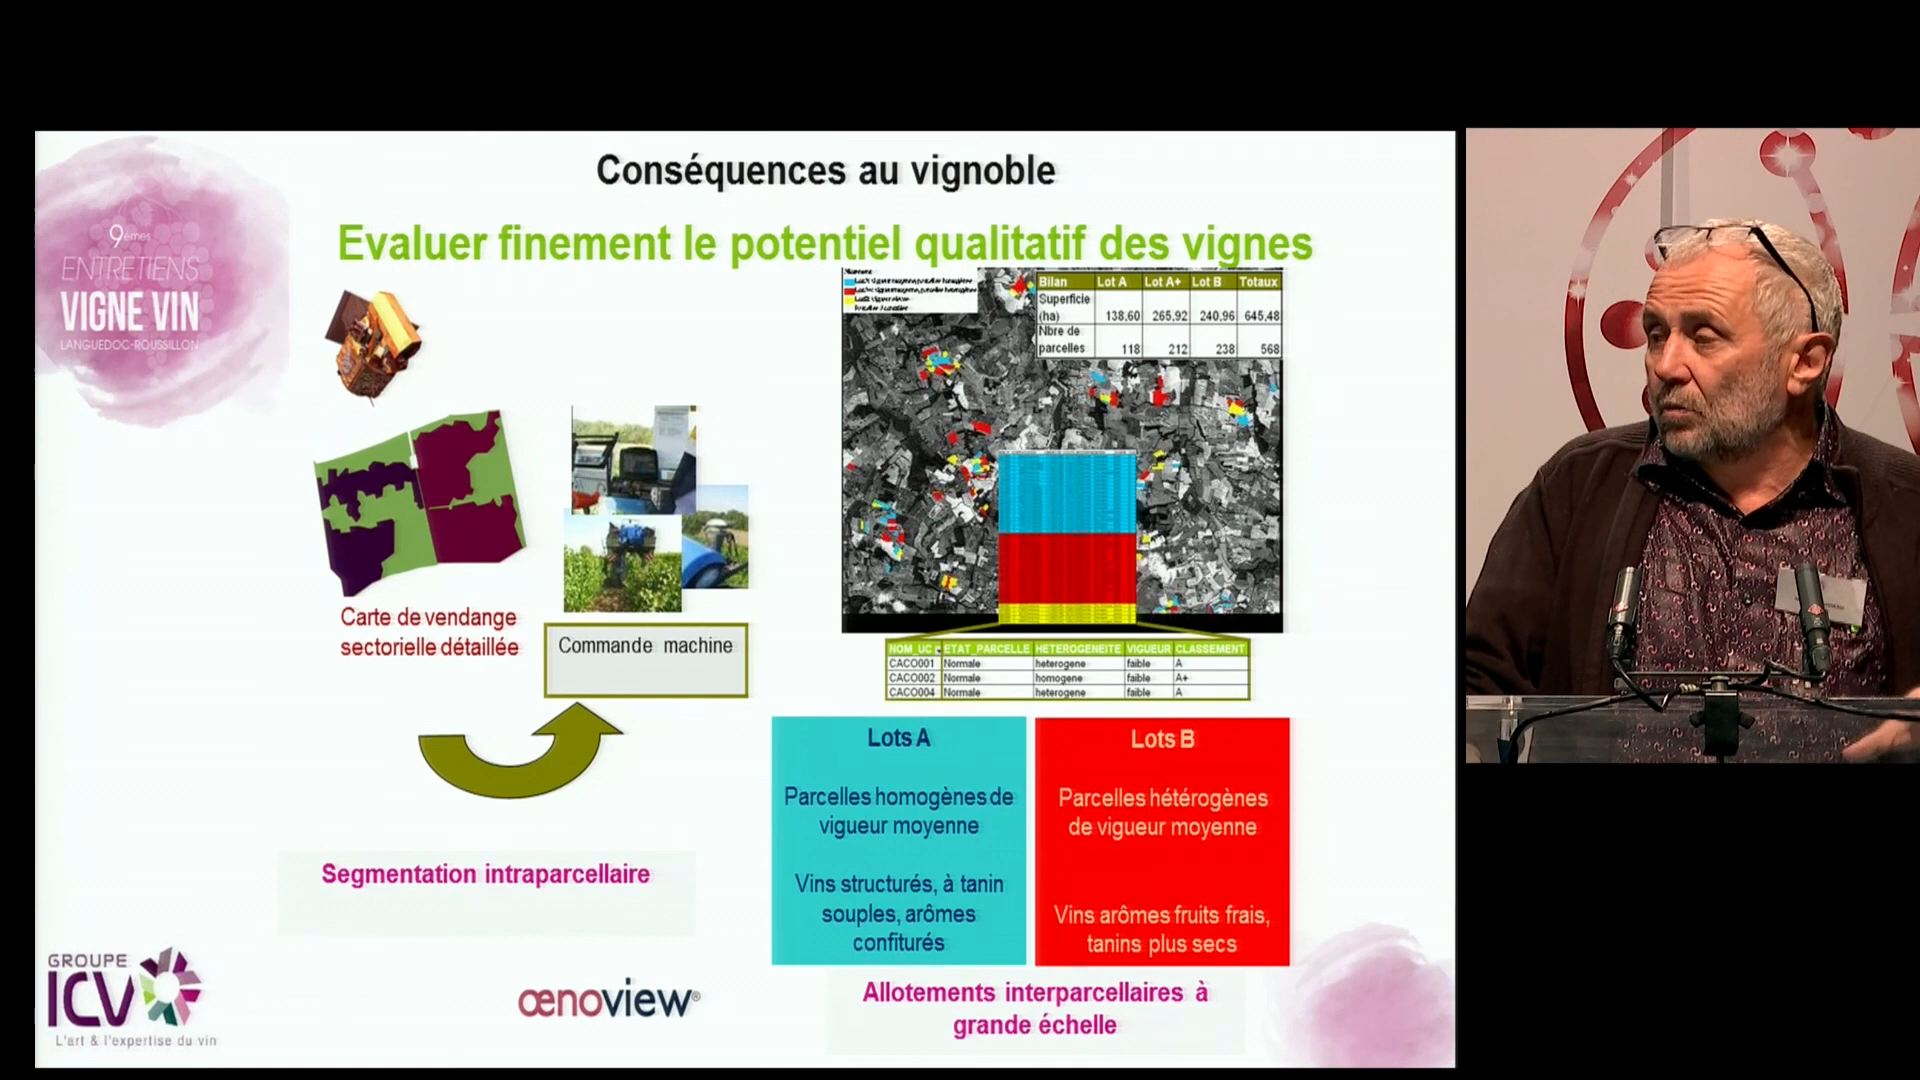 Conséquences au vignoble
Evaluer finement le potentiel qualitatif des vignes
9èmes
ENTRETIENS
VIGNE VIN
LANGUEDOC-ROUSSILLON
Bilan Lot A Lot A+ Lot B Totaux
Superficie
(ha) 138,60 265,92 240,96 645,48
Nbre de
parcelles 118 212 238 568
Carte de vendange
sectorielle détaillée
Commande machine
NOM_UC ETAT_PARCELLE HETEROGENEITE VIGUEUR CLASSEMENT
CACO001 Normale heterogene faible A
CACO002 Normale homogene faible A+
CACO004 Normale heterogene faible A
Lots A
Parcelles homogènes de
vigueur moyenne
Vins structurés, à tanin
souples, arômes
confiturés
Lots B
Parcelles hétérogènes
de vigueur moyenne
Vins arômes fruits frais,
tanins plus secs
Segmentation intraparcellaire
Allotements interparcellaires à
grande échelle
GROUPE
ICV
L'art & l'expertise du vin
œnoview®